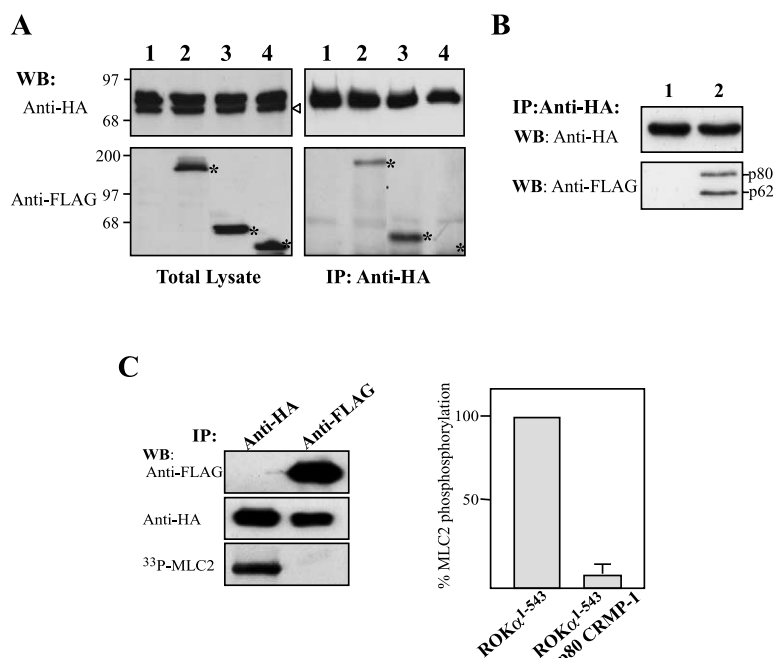 A
B
1 2 3 4
1 2 3 4
WB:
97
Anti-HA
68
200
97
Anti-FLAG
68
*
*
*
*
*
*
Total Lysate
IP: Anti-HA
1 2
IP:Anti-HA:
WB: Anti-HA
WB: Anti-FLAG
p80
p62
C
IP:
Anti-HA
Anti-FLAG
WB:
Anti-FLAG
Anti-HA
³³P-MLC2
% MLC2 phosphorylation
100
50
ROKα¹⁻⁵⁴³
ROKα¹⁻⁵⁴³
p80 CRMP-1